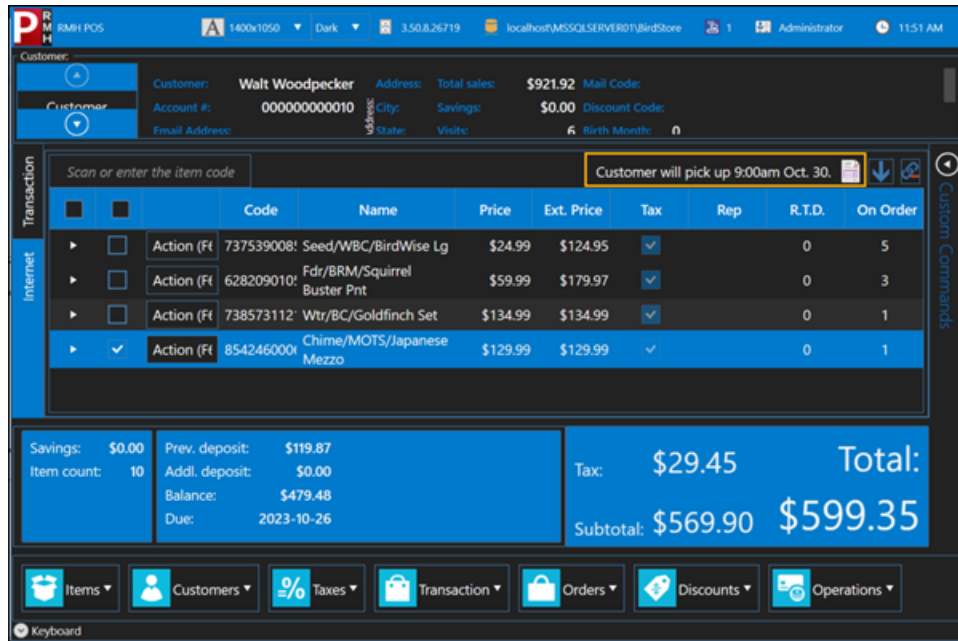 P RMH RMH POS A 1400x1050 Dark 3.50.8.26719 localhost\MSSQLSERVER01\BirdStore 1 Administrator 11:51 AM
Customer:
Customer: Walt Woodpecker Address: Total sales: $921.92 Mail Code:
Customer Account #: 000000000010 Address: City: Savings: $0.00 Discount Code:
Email Address: State: Visits: 6 Birth Month: 0
Transaction
Internet
Scan or enter the item code Customer will pick up 9:00am Oct. 30.
Custom Commands
Code Name Price Ext. Price Tax Rep R.T.D. On Order
Action (F 737539008 Seed/WBC/BirdWise Lg $24.99 $124.95 0 5
Action (F 628209010 Fdr/BRM/Squirrel Buster Pnt $59.99 $179.97 0 3
Action (F 738573112 Wtr/BC/Goldfinch Set $134.99 $134.99 0 1
Action (F 854246000 Chime/MOTS/Japanese Mezzo $129.99 $129.99 0 1
Savings: $0.00 Prev. deposit: $119.87
Item count: 10 Addl. deposit: $0.00
Balance: $479.48
Due: 2023-10-26
Tax: $29.45 Total:
Subtotal: $569.90 $599.35
Items Customers Taxes Transaction Orders Discounts Operations
Keyboard